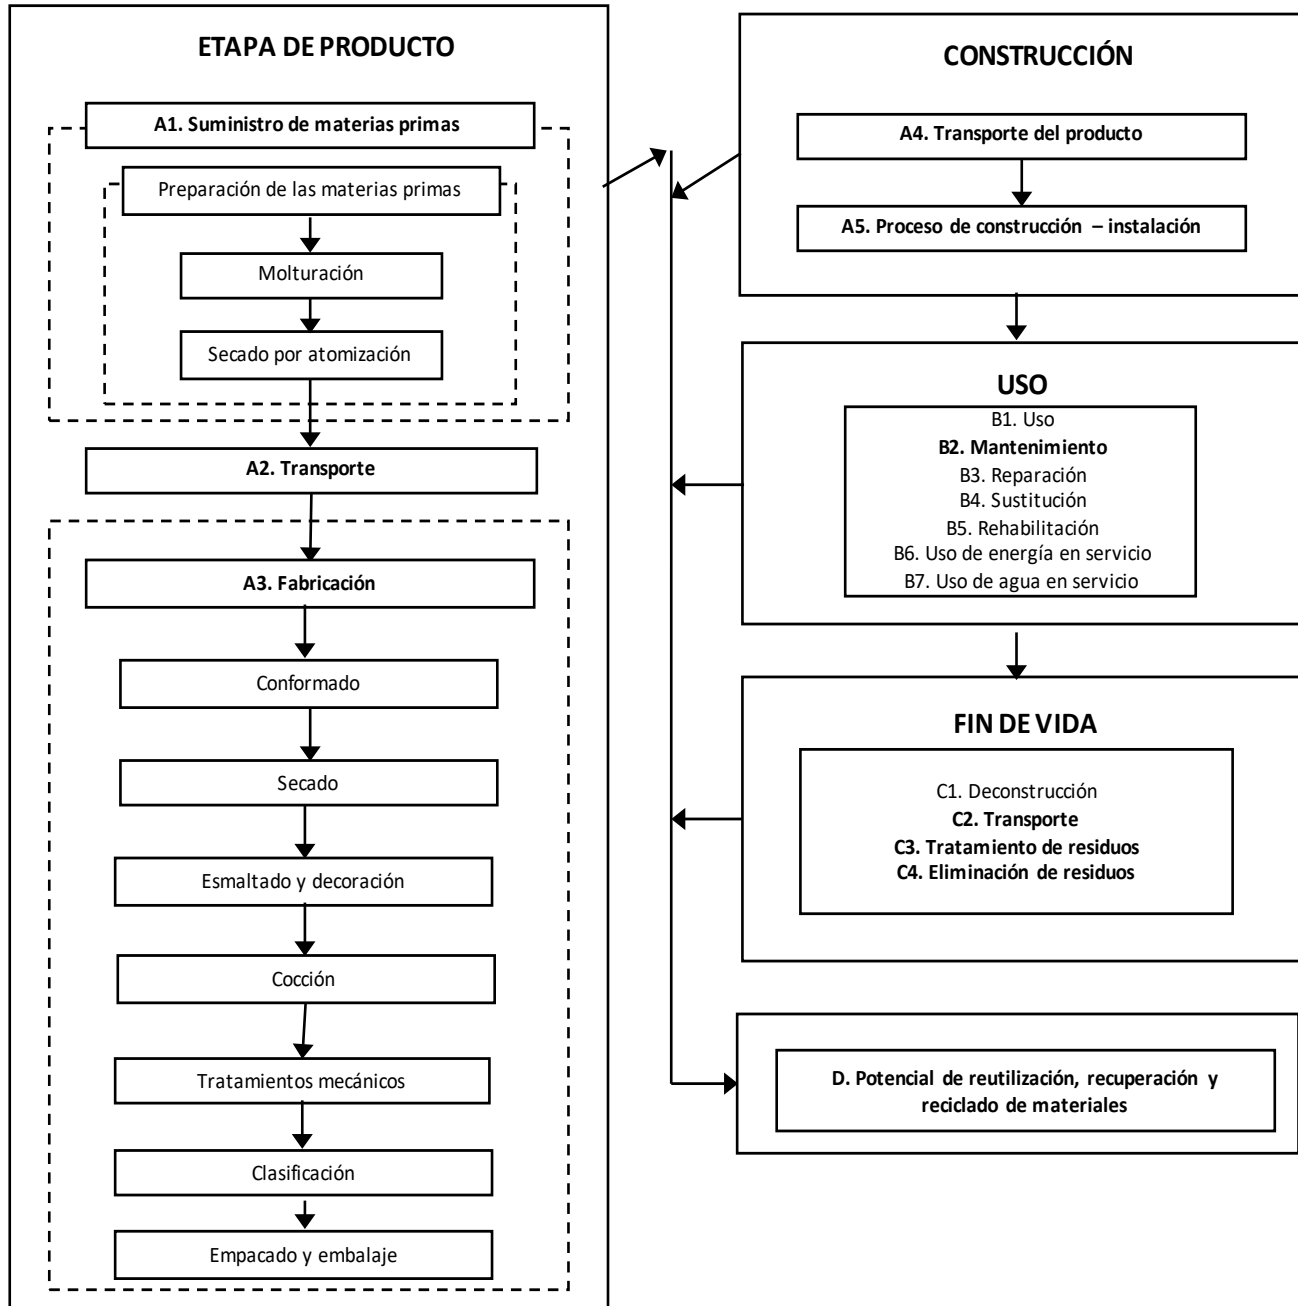 ETAPA DE PRODUCTO
A1. Suministro de materias primas
Preparación de las materias primas
Molturación
Secado por atomización
A2. Transporte
A3. Fabricación
Conformado
Secado
Esmaltado y decoración
Cocción
Tratamientos mecánicos
Clasificación
Empacado y embalaje
CONSTRUCCIÓN
A4. Transporte del producto
A5. Proceso de construcción – instalación
USO
B1. Uso
B2. Mantenimiento
B3. Reparación
B4. Sustitución
B5. Rehabilitación
B6. Uso de energía en servicio
B7. Uso de agua en servicio
FIN DE VIDA
C1. Deconstrucción
C2. Transporte
C3. Tratamiento de residuos
C4. Eliminación de residuos
D. Potencial de reutilización, recuperación y
reciclado de materiales